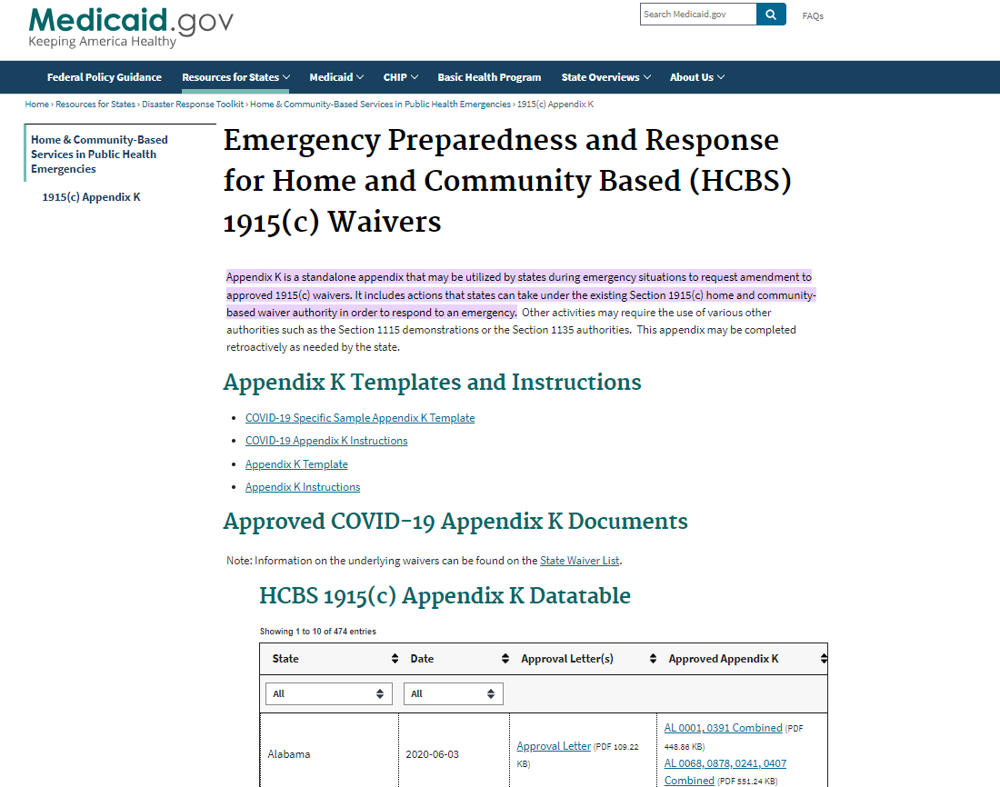 Medicaid.gov
Keeping America Healthy
Search Medicaid.gov
FAQs
Federal Policy Guidance
Resources for States
Medicaid
CHIP
Basic Health Program
State Overviews
About Us
Home › Resources for States › Disaster Response Toolkit › Home & Community-Based Services in Public Health Emergencies › 1915(c) Appendix K
Home & Community-Based
Services in Public Health
Emergencies
1915(c) Appendix K
Emergency Preparedness and Response
for Home and Community Based (HCBS)
1915(c) Waivers
Appendix K is a standalone appendix that may be utilized by states during emergency situations to request amendment to
approved 1915(c) waivers. It includes actions that states can take under the existing Section 1915(c) home and community-
based waiver authority in order to respond to an emergency. Other activities may require the use of various other
authorities such as the Section 1115 demonstrations or the Section 1135 authorities. This appendix may be completed
retroactively as needed by the state.
Appendix K Templates and Instructions
• COVID-19 Specific Sample Appendix K Template
• COVID-19 Appendix K Instructions
• Appendix K Template
• Appendix K Instructions
Approved COVID-19 Appendix K Documents
Note: Information on the underlying waivers can be found on the State Waiver List.
HCBS 1915(c) Appendix K Datatable
Showing 1 to 10 of 474 entries
State
Date
Approval Letter(s)
Approved Appendix K
All
All
Alabama
2020-06-03
Approval Letter (PDF 109.22
KB)
AL 0001, 0391 Combined (PDF
448.86 KB)
AL 0068, 0878, 0241, 0407
Combined (PDF 551.24 KB)